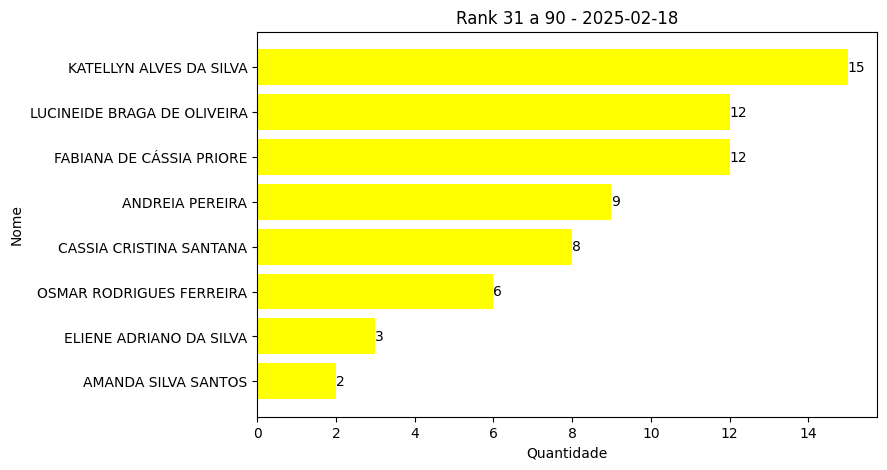 Rank 31 a 90 - 2025-02-18
KATELLYN ALVES DA SILVA 15
LUCINEIDE BRAGA DE OLIVEIRA 12
FABIANA DE CÁSSIA PRIORE 12
ANDREIA PEREIRA 9
CASSIA CRISTINA SANTANA 8
OSMAR RODRIGUES FERREIRA 6
ELIENE ADRIANO DA SILVA 3
AMANDA SILVA SANTOS 2
Nome
0 2 4 6 8 10 12 14
Quantidade